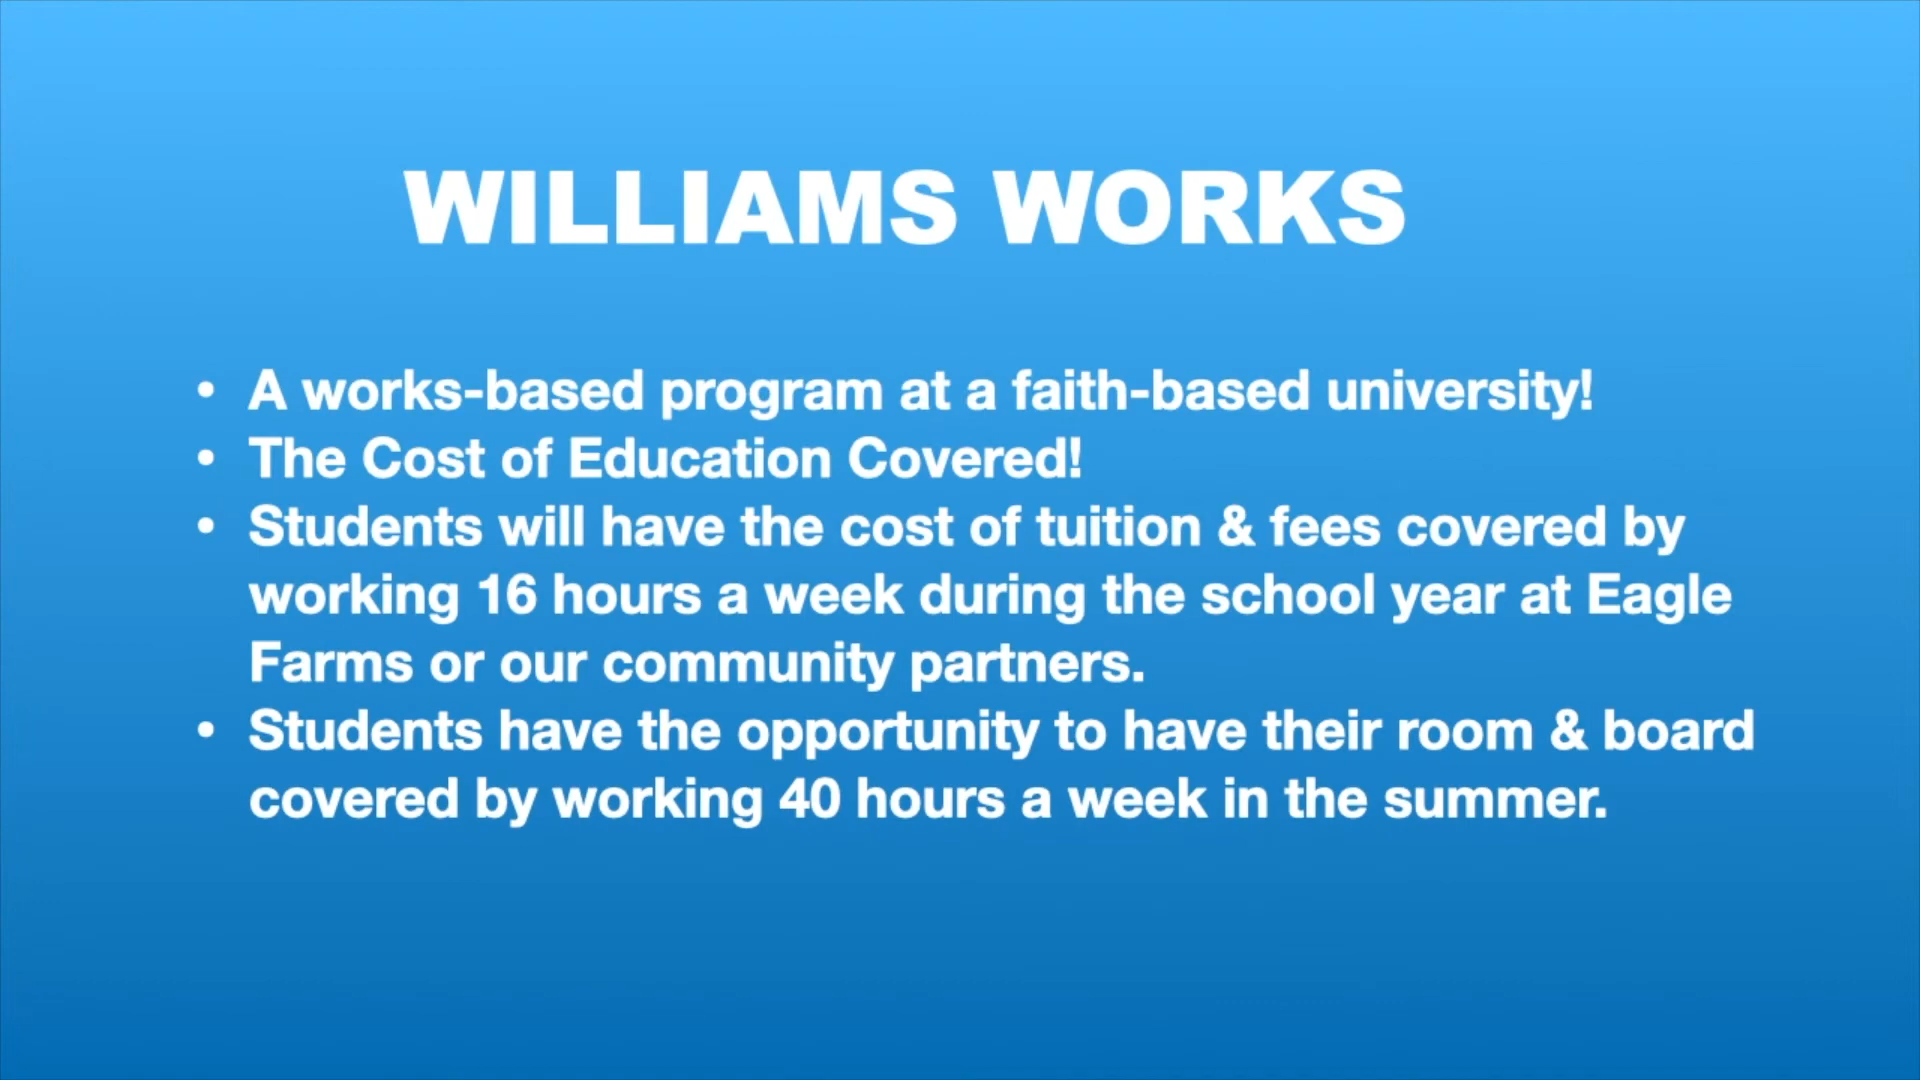 WILLIAMS WORKS
• A works-based program at a faith-based university!
• The Cost of Education Covered!
• Students will have the cost of tuition & fees covered by
working 16 hours a week during the school year at Eagle
Farms or our community partners.
• Students have the opportunity to have their room & board
covered by working 40 hours a week in the summer.